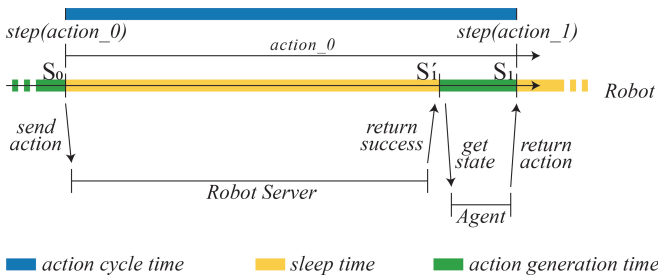 step(action_0)
step(action_1)
action_0
S₀
S´₁
S₁
Robot
send
action
return
success
get
state
return
action
Robot Server
Agent
action cycle time
sleep time
action generation time